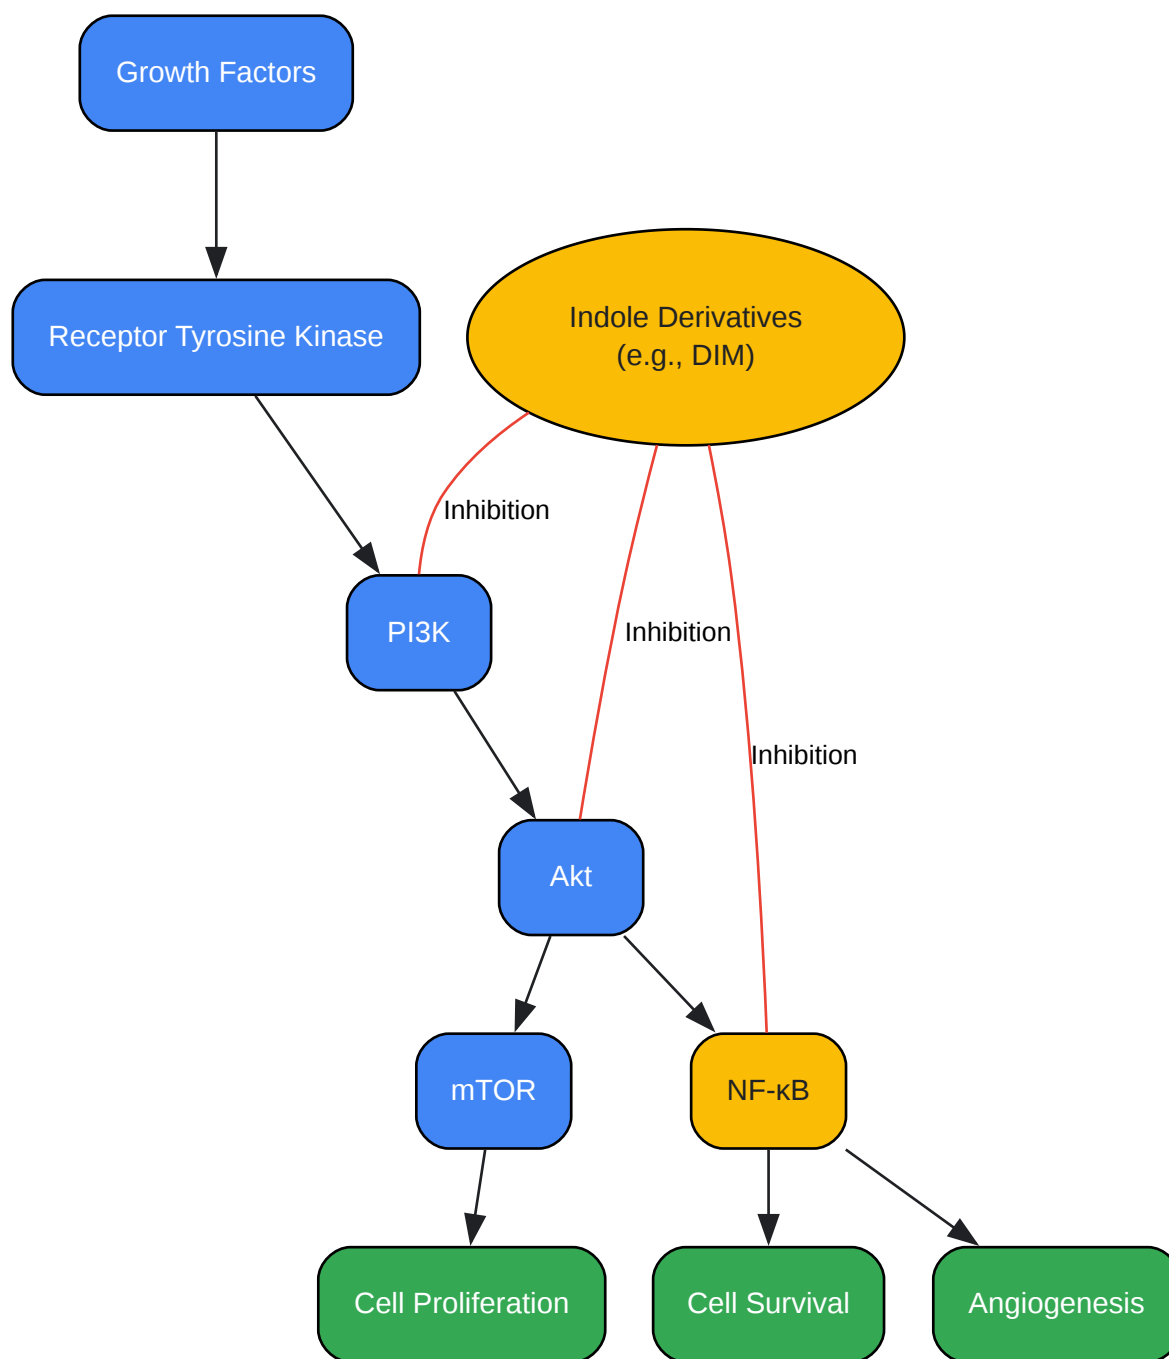 Growth Factors
Receptor Tyrosine Kinase
Indole Derivatives
(e.g., DIM)
Inhibition
PI3K
Inhibition
Inhibition
Akt
mTOR
NF-κB
Cell Proliferation
Cell Survival
Angiogenesis